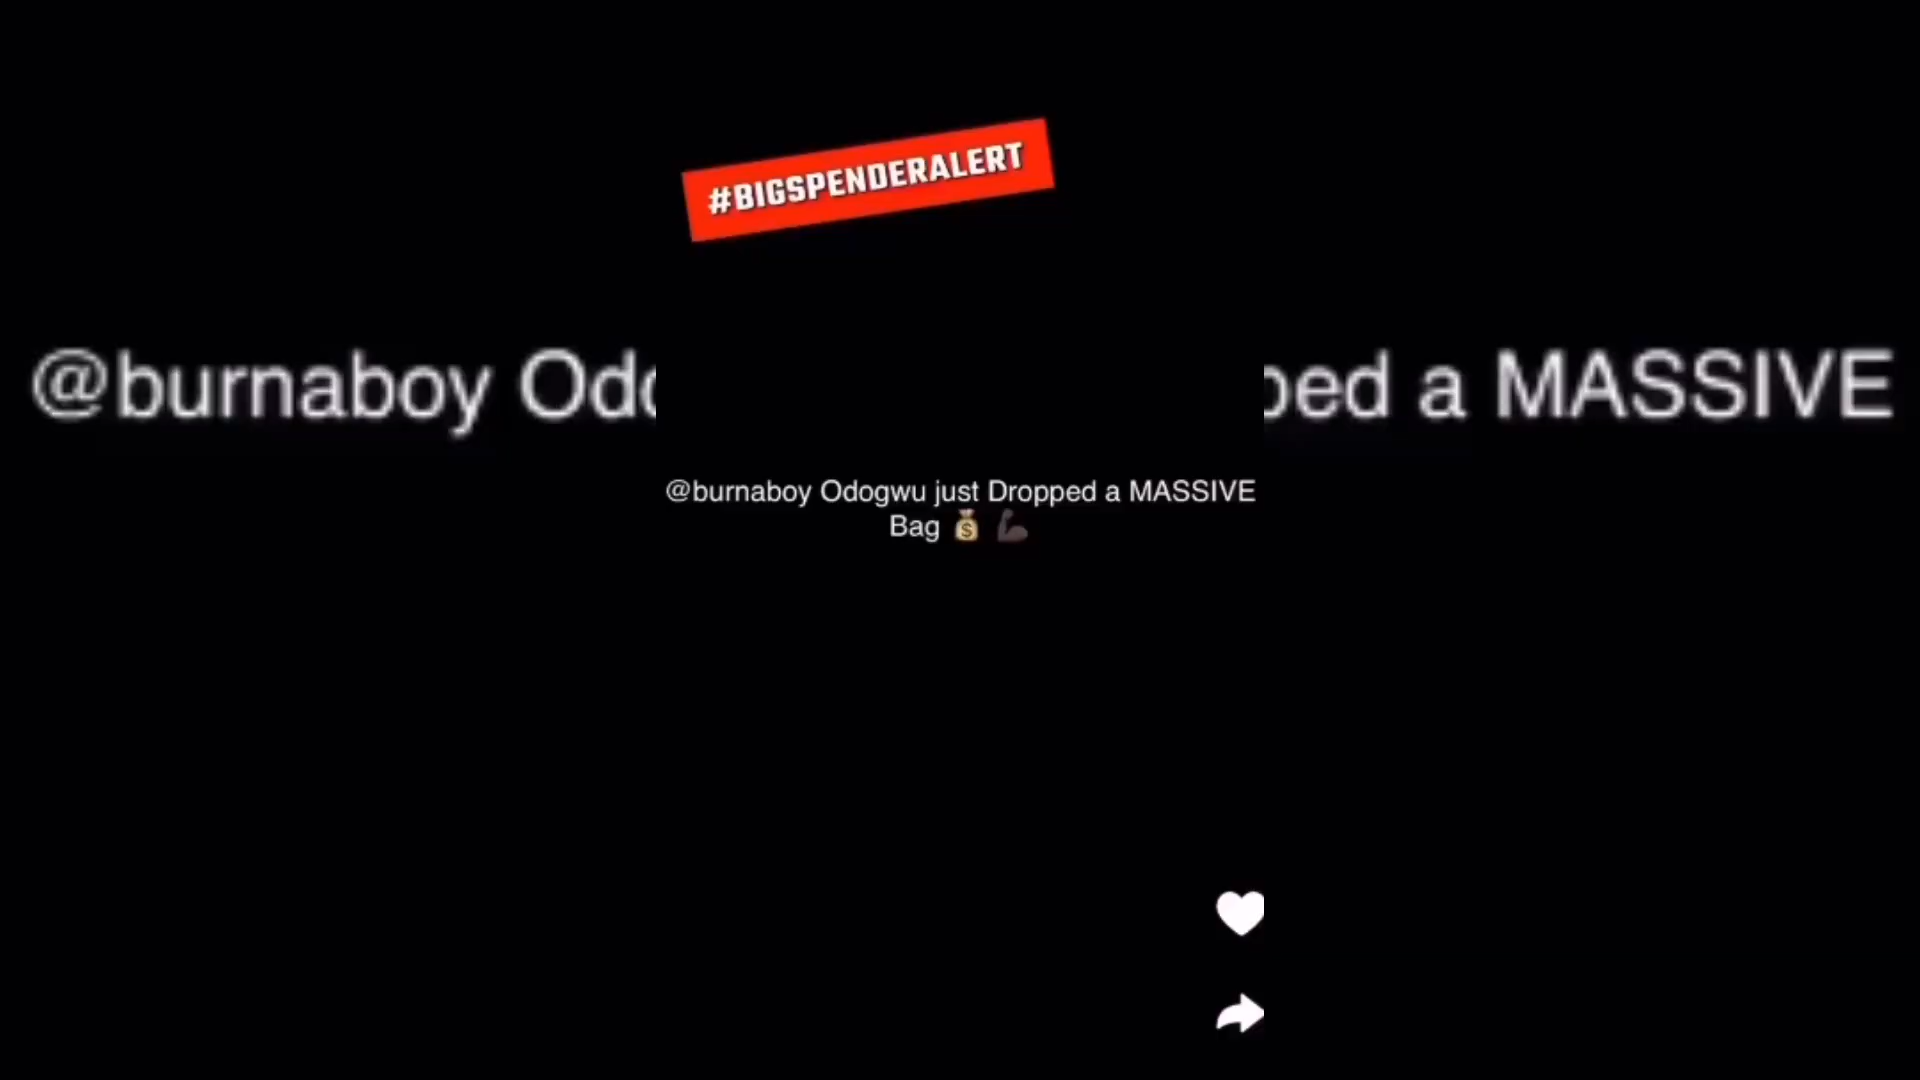 #BIGSPENDERALERT
@burnaboy Odo
ped a MASSIVE
@burnaboy Odogwu just Dropped a MASSIVE
Bag 💰 💪🏿